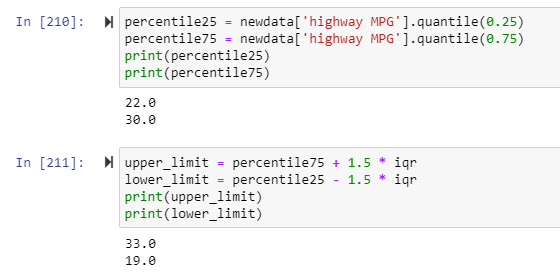 In [210]:
percentile25 = newdata['highway MPG'].quantile(0.25)
percentile75 = newdata['highway MPG'].quantile(0.75)
print(percentile25)
print(percentile75)
22.0
30.0
In [211]:
upper_limit = percentile75 + 1.5 * iqr
lower_limit = percentile25 - 1.5 * iqr
print(upper_limit)
print(lower_limit)
33.0
19.0